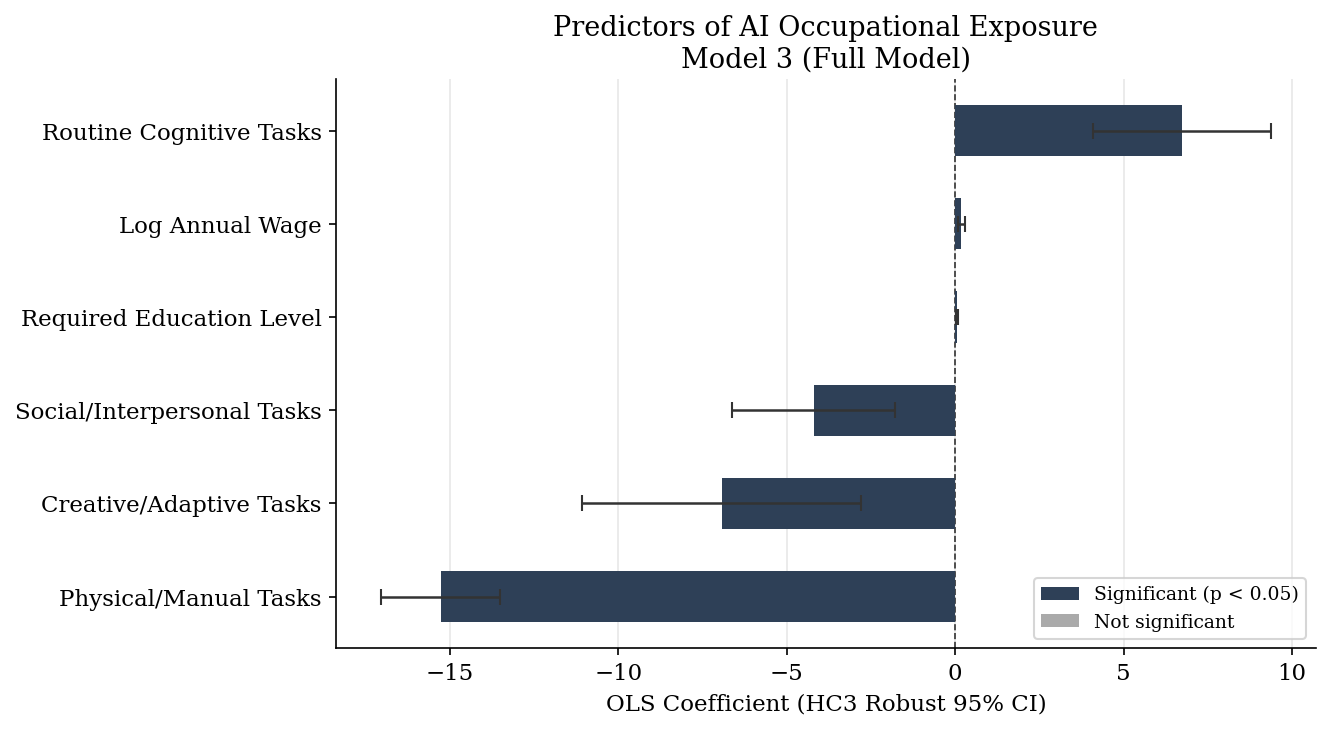 Predictors of AI Occupational Exposure
Model 3 (Full Model)
Routine Cognitive Tasks
Log Annual Wage
Required Education Level
Social/Interpersonal Tasks
Creative/Adaptive Tasks
Physical/Manual Tasks
Significant (p < 0.05)
Not significant
−15 −10 −5 0 5 10
OLS Coefficient (HC3 Robust 95% CI)